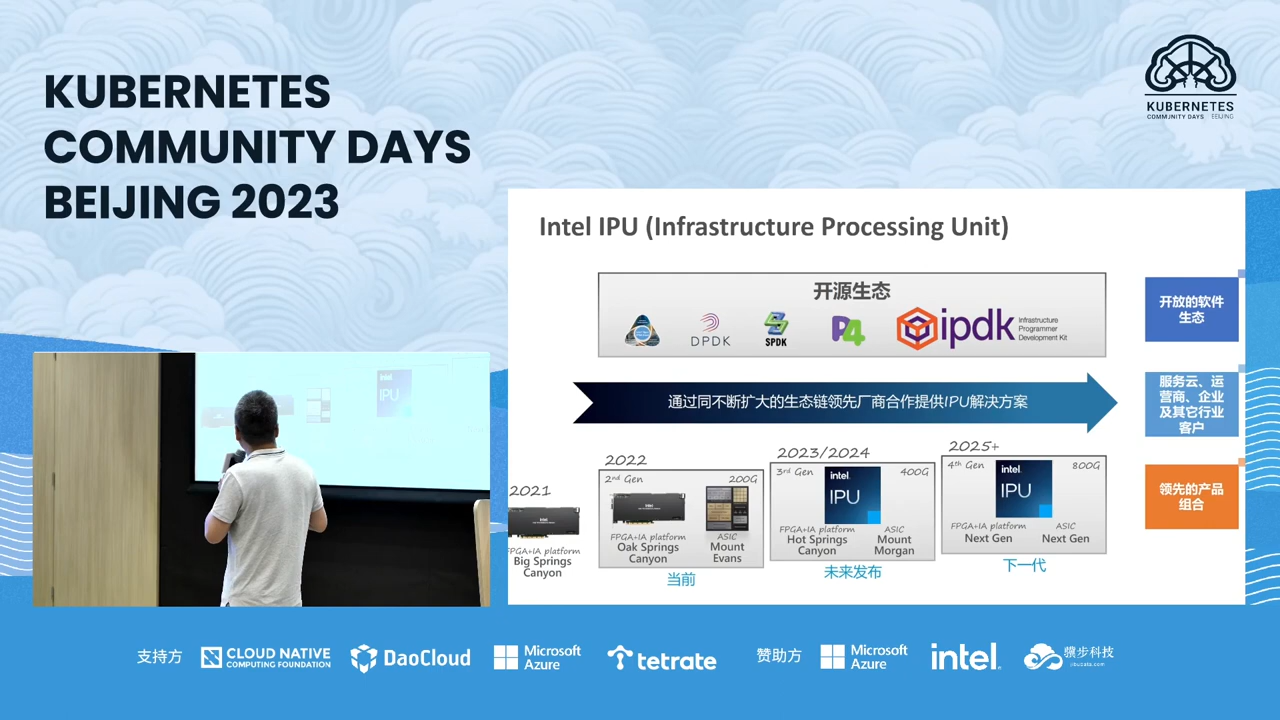 KUBERNETES
COMMUNITY DAYS
BEIJING 2023
KUBERNETES
COMMUNITY DAYS BEIJING
Intel IPU (Infrastructure Processing Unit)
开源生态
DPDK
SPDK
P4
ipdk Infrastructure
Programmer
Development Kit
开放的软件
生态
通过同不断扩大的生态链领先厂商合作提供IPU解决方案
服务云、运
营商、企业
及其它行业
客户
2021
FPGA+IA platform
Big Springs
Canyon
2022
2nd Gen 200G
FPGA+IA platform
Oak Springs
Canyon
ASIC
Mount
Evans
当前
2023/2024
3rd Gen 400G
intel
IPU
FPGA+IA platform
Hot Springs
Canyon
ASIC
Mount
Morgan
未来发布
2025+
4th Gen 800G
intel
IPU
FPGA+IA platform
Next Gen
ASIC
Next Gen
下一代
领先的产品
组合
intel
IPU
支持方
CLOUD NATIVE
COMPUTING FOUNDATION
DaoCloud
Microsoft
Azure
tetrate
赞助方
Microsoft
Azure
intel.
骥步科技
jibudata.com